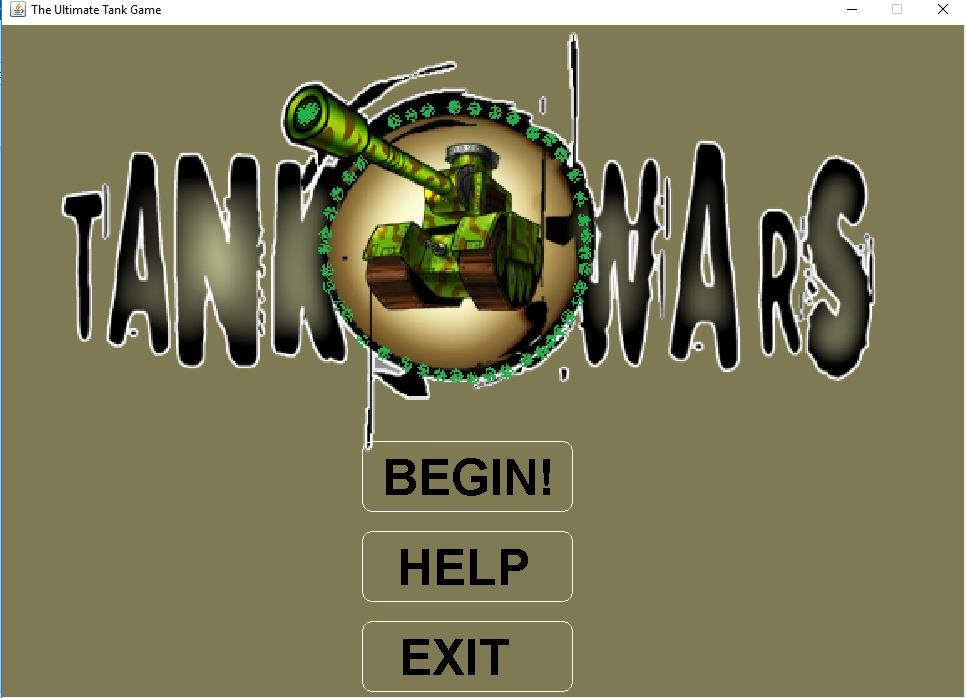 The Ultimate Tank Game
TANK WARS
BEGIN!
HELP
EXIT